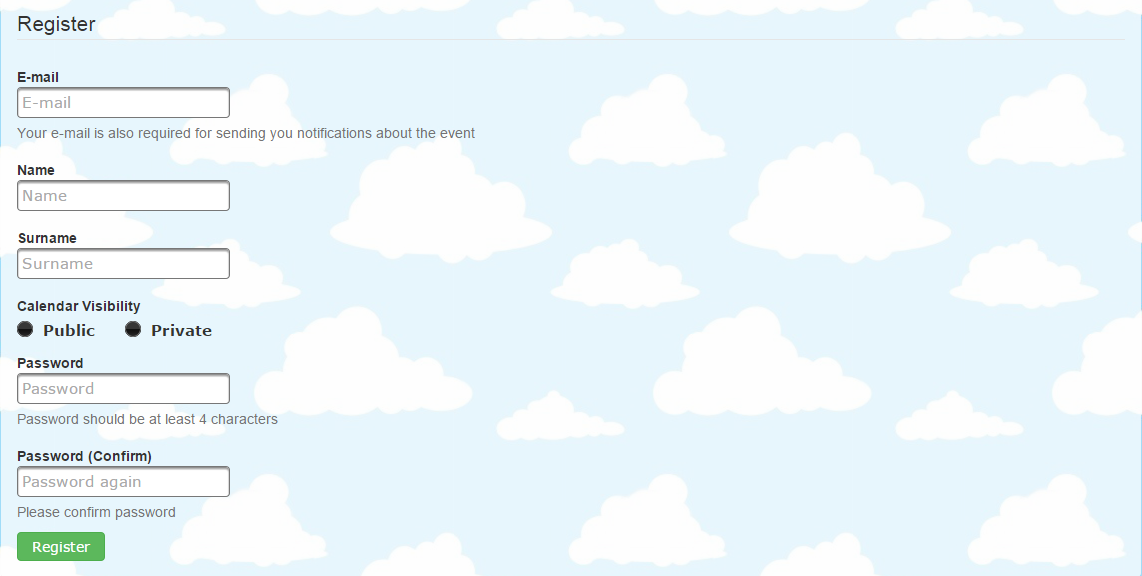 Register
E-mail
E-mail
Your e-mail is also required for sending you notifications about the event
Name
Name
Surname
Surname
Calendar Visibility
Public Private
Password
Password
Password should be at least 4 characters
Password (Confirm)
Password again
Please confirm password
Register